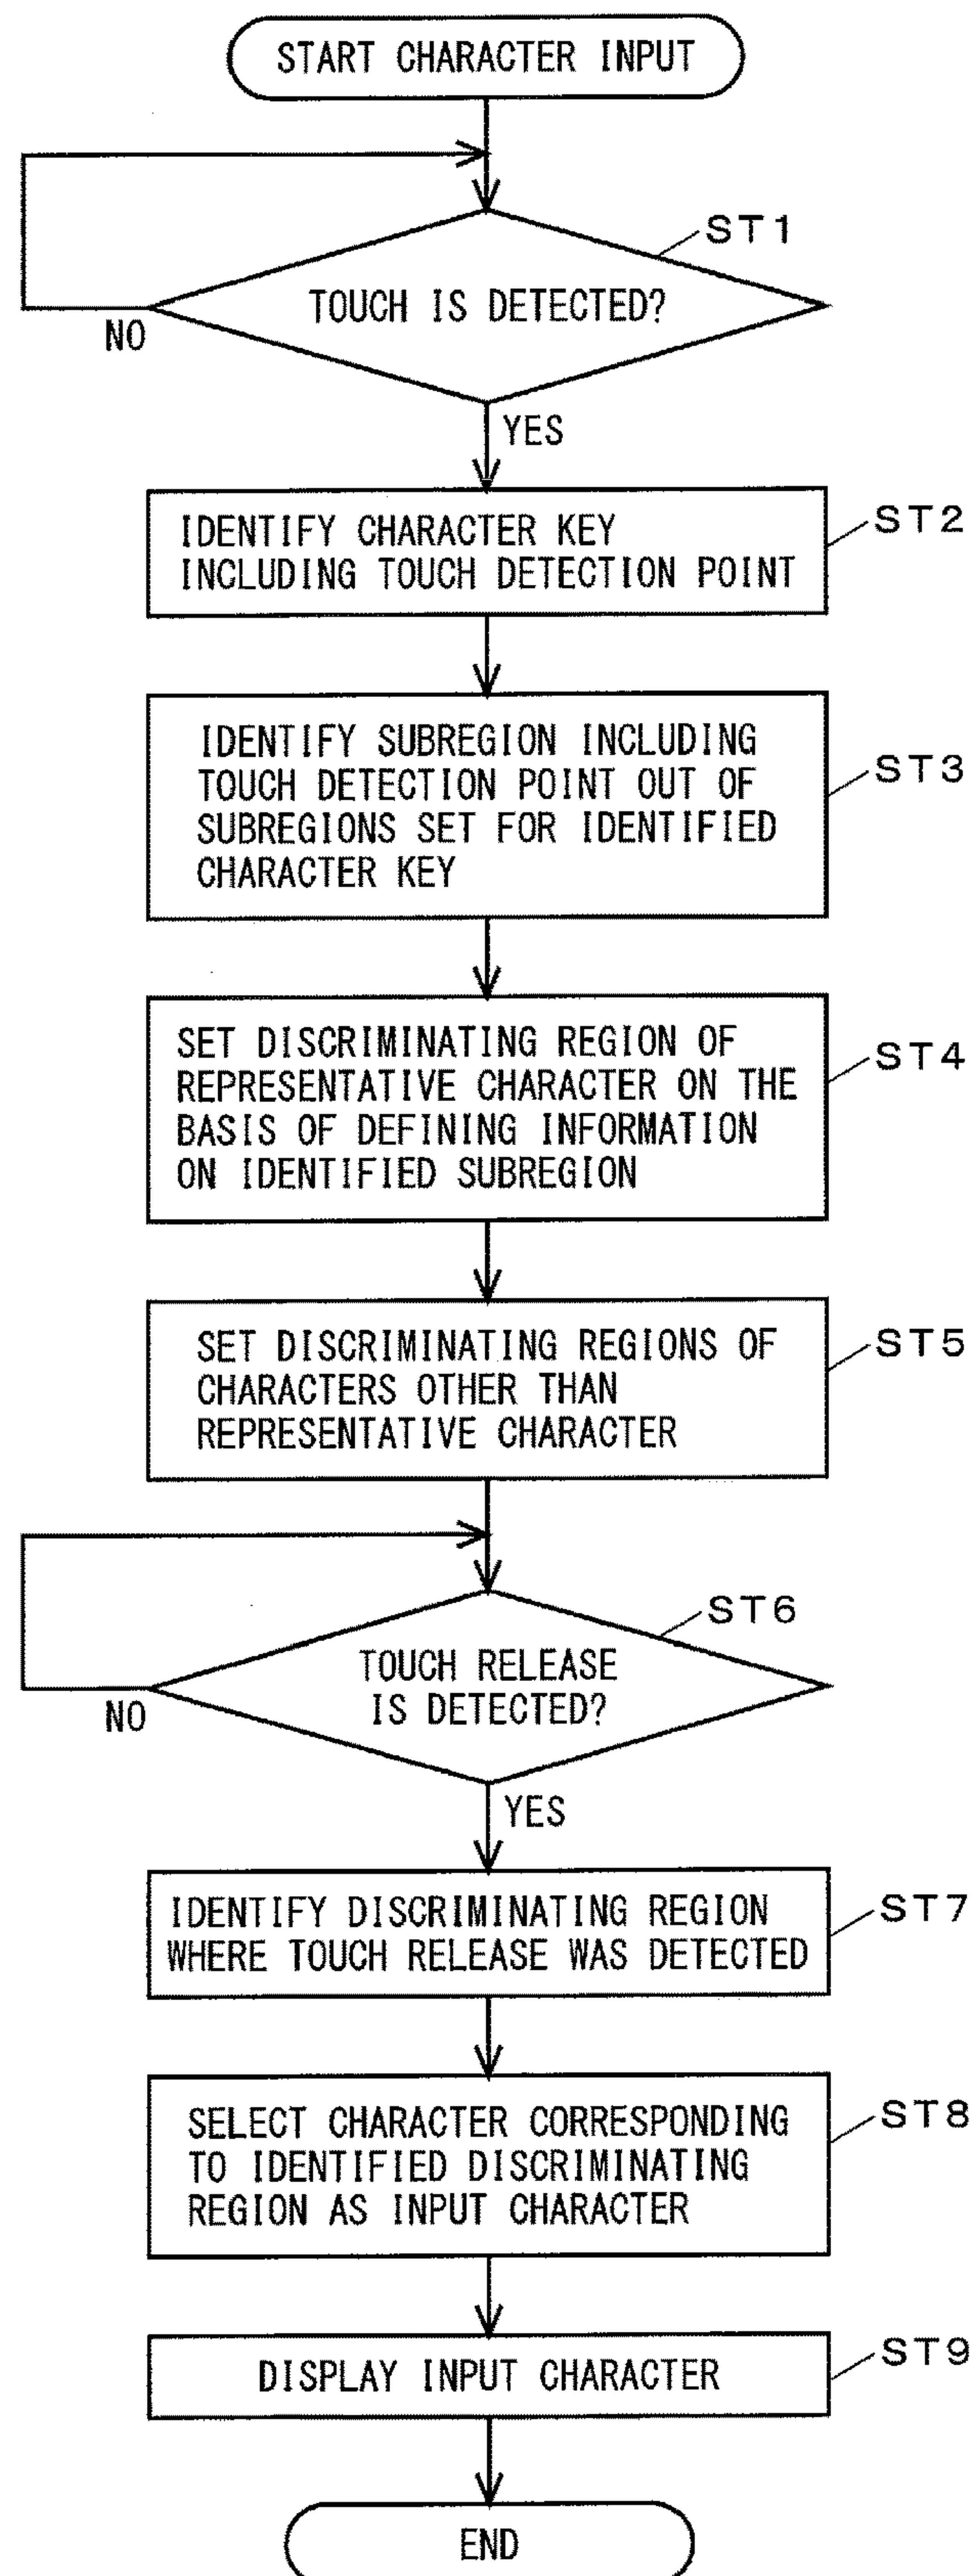 START CHARACTER INPUT
ST1
TOUCH IS DETECTED?
NO
YES
IDENTIFY CHARACTER KEY
INCLUDING TOUCH DETECTION POINT
ST2
IDENTIFY SUBREGION INCLUDING
TOUCH DETECTION POINT OUT OF
SUBREGIONS SET FOR IDENTIFIED
CHARACTER KEY
ST3
SET DISCRIMINATING REGION OF
REPRESENTATIVE CHARACTER ON THE
BASIS OF DEFINING INFORMATION
ON IDENTIFIED SUBREGION
ST4
SET DISCRIMINATING REGIONS OF
CHARACTERS OTHER THAN
REPRESENTATIVE CHARACTER
ST5
ST6
TOUCH RELEASE
IS DETECTED?
NO
YES
IDENTIFY DISCRIMINATING REGION
WHERE TOUCH RELEASE WAS DETECTED
ST7
SELECT CHARACTER CORRESPONDING
TO IDENTIFIED DISCRIMINATING
REGION AS INPUT CHARACTER
ST8
DISPLAY INPUT CHARACTER
ST9
END